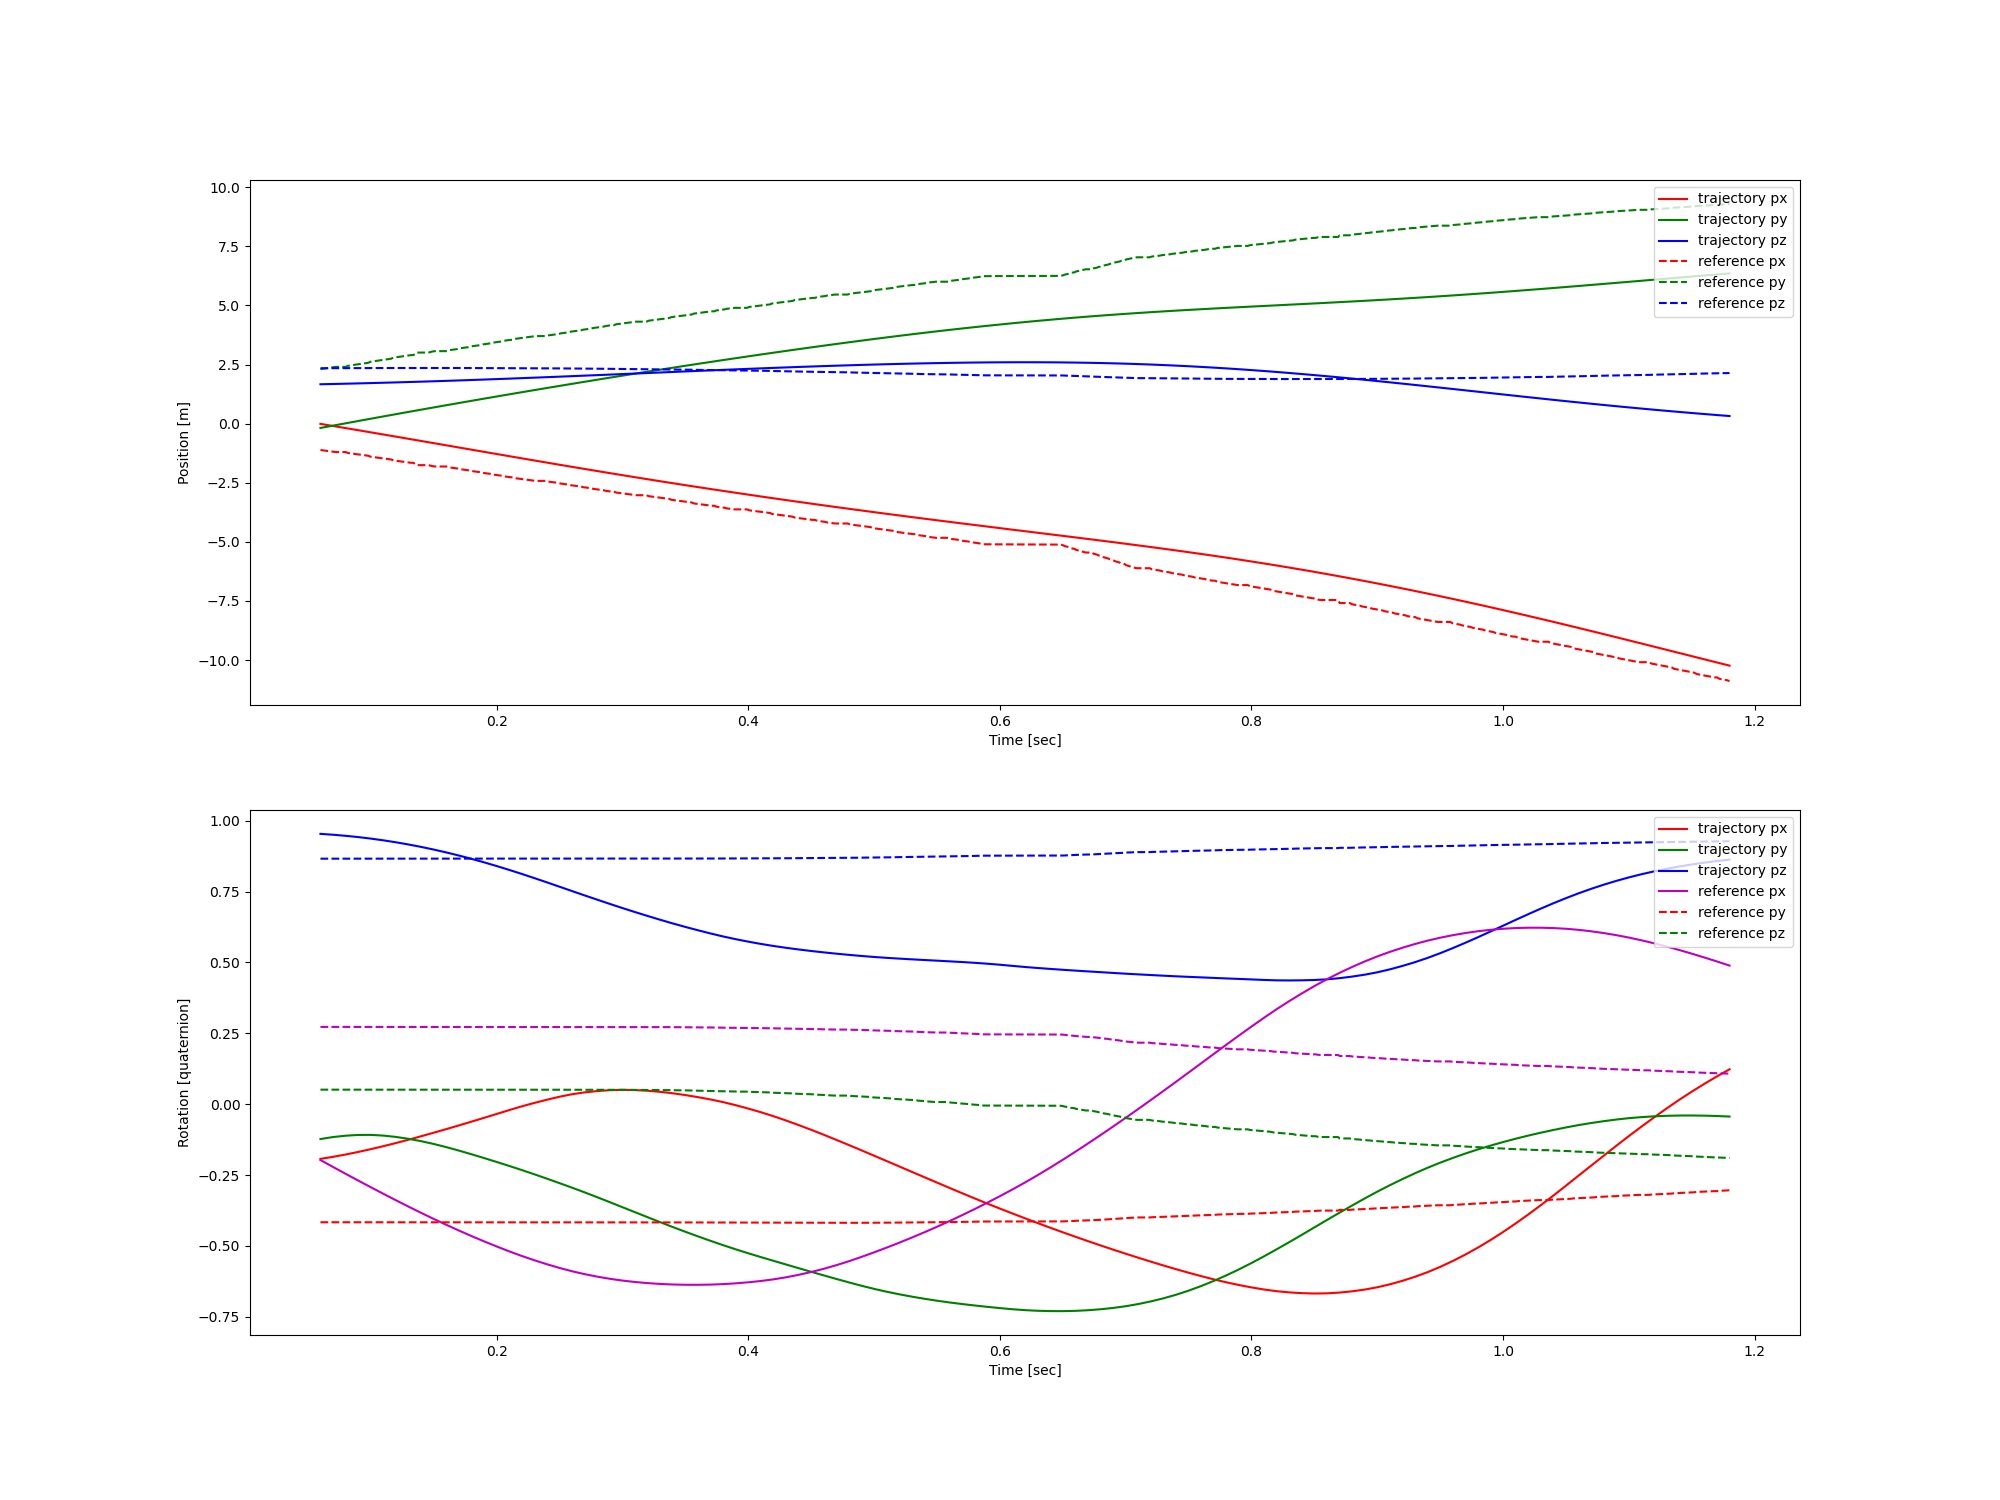 10.0
7.5
5.0
2.5
0.0
−2.5
−5.0
−7.5
−10.0
Position [m]
trajectory px
trajectory py
trajectory pz
reference px
reference py
reference pz
0.2 0.4 0.6 0.8 1.0 1.2
Time [sec]
1.00
0.75
0.50
0.25
0.00
−0.25
−0.50
−0.75
Rotation [quaternion]
trajectory px
trajectory py
trajectory pz
reference px
reference py
reference pz
0.2 0.4 0.6 0.8 1.0 1.2
Time [sec]